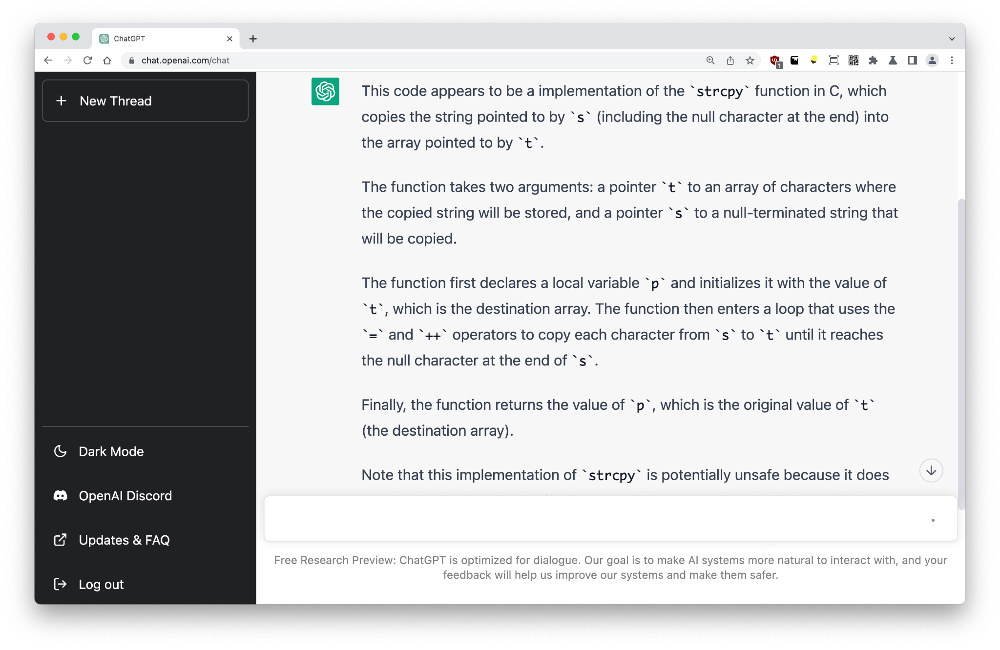 ChatGPT
chat.openai.com/chat
1
New Thread
This code appears to be a implementation of the `strcpy` function in C, which
copies the string pointed to by `s` (including the null character at the end) into
the array pointed to by `t`.
The function takes two arguments: a pointer `t` to an array of characters where
the copied string will be stored, and a pointer `s` to a null-terminated string that
will be copied.
The function first declares a local variable `p` and initializes it with the value of
`t`, which is the destination array. The function then enters a loop that uses the
`=` and `++` operators to copy each character from `s` to `t` until it reaches
the null character at the end of `s`.
Finally, the function returns the value of `p`, which is the original value of `t`
(the destination array).
Note that this implementation of `strcpy` is potentially unsafe because it does
Dark Mode
OpenAI Discord
Updates & FAQ
Log out
Free Research Preview: ChatGPT is optimized for dialogue. Our goal is to make AI systems more natural to interact with, and your
feedback will help us improve our systems and make them safer.